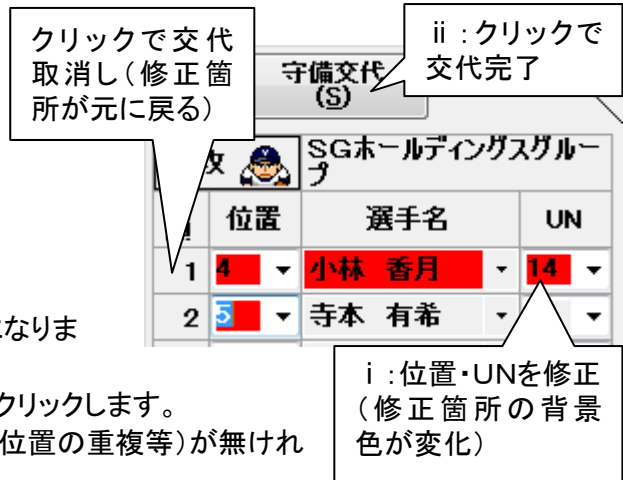 クリックで交代
取消し(修正箇
所が元に戻る)
ⅱ:クリックで
交代完了
守備交代
(S)
攻
SGホールディングスグルー
プ
位置 選手名 UN
1 4 小林 香月 14
2 5 寺本 有希
なりま
クリックします。
位置の重複等)が無けれ
ⅰ:位置・UNを修正
(修正箇所の背景
色が変化)